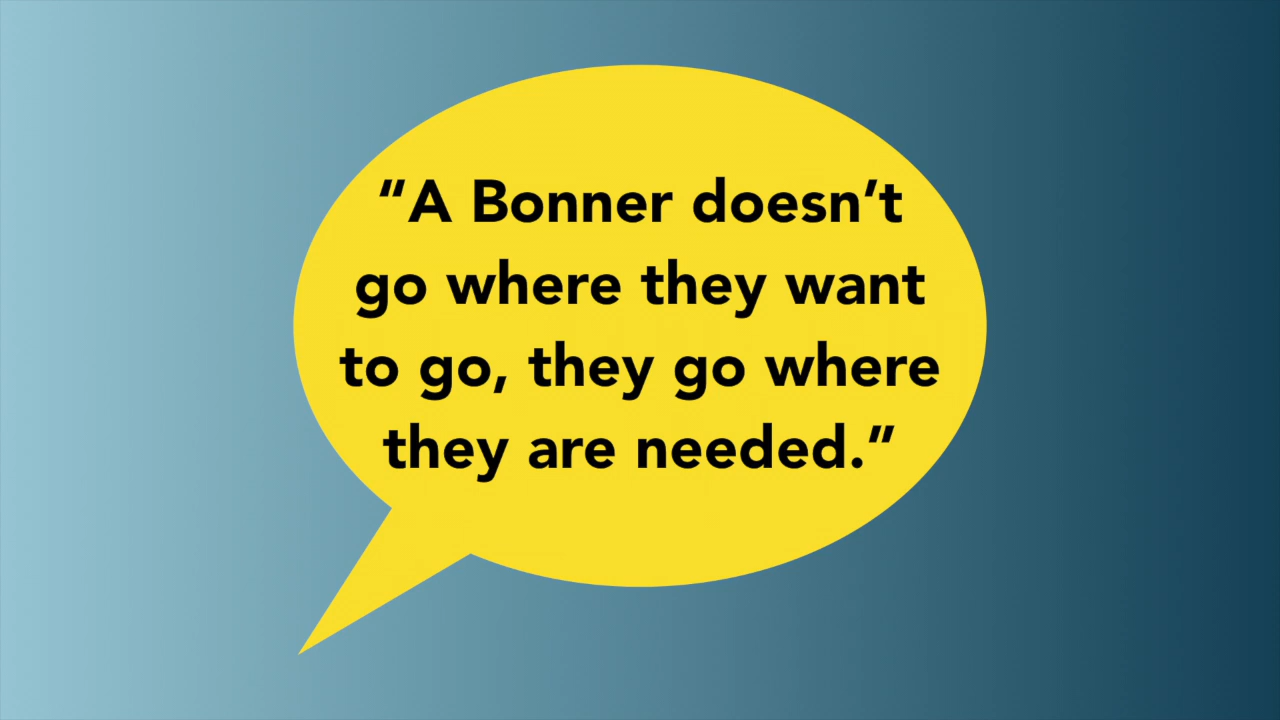 “A Bonner doesn’t
go where they want
to go, they go where
they are needed.”